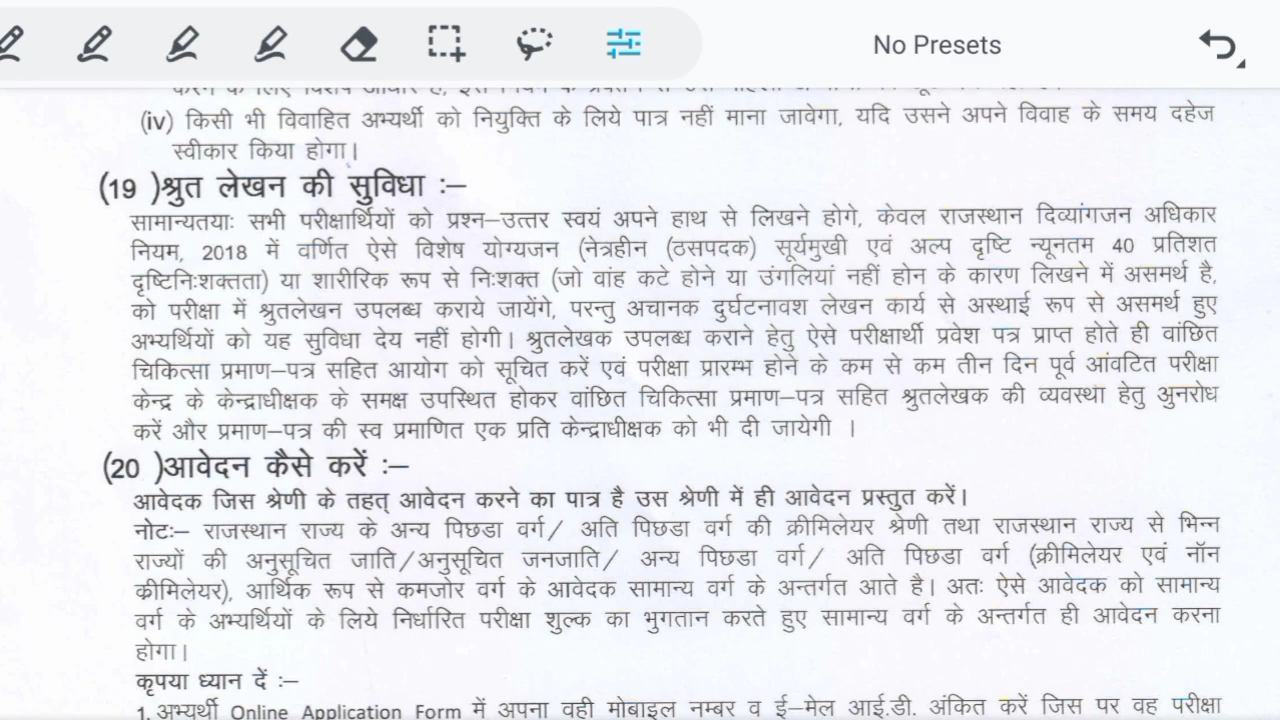 No Presets
(iv) किसी भी विवाहित अभ्यर्थी को नियुक्ति के लिये पात्र नहीं माना जावेगा, यदि उसने अपने विवाह के समय दहेज
स्वीकार किया होगा।
(19 )श्रुत लेखन की सुविधा :–
सामान्यतयाः सभी परीक्षार्थियों को प्रश्न–उत्तर स्वयं अपने हाथ से लिखने होगे, केवल राजस्थान दिव्यांगजन अधिकार
नियम, 2018 में वर्णित ऐसे विशेष योग्यजन (नेत्रहीन (ठसपदक) सूर्यमुखी एवं अल्प दृष्टि न्यूनतम 40 प्रतिशत
दृष्टिनिःशक्तता) या शारीरिक रूप से निःशक्त (जो वांह कटे होने या उंगलियां नहीं होन के कारण लिखने में असमर्थ है,
को परीक्षा में श्रुतलेखन उपलब्ध कराये जायेंगे, परन्तु अचानक दुर्घटनावश लेखन कार्य से अस्थाई रूप से असमर्थ हुए
अभ्यर्थियों को यह सुविधा देय नहीं होगी। श्रुतलेखक उपलब्ध कराने हेतु ऐसे परीक्षार्थी प्रवेश पत्र प्राप्त होते ही वांछित
चिकित्सा प्रमाण–पत्र सहित आयोग को सूचित करें एवं परीक्षा प्रारम्भ होने के कम से कम तीन दिन पूर्व आंवटित परीक्षा
केन्द्र के केन्द्राधीक्षक के समक्ष उपस्थित होकर वांछित चिकित्सा प्रमाण–पत्र सहित श्रुतलेखक की व्यवस्था हेतु अुनरोध
करें और प्रमाण–पत्र की स्व प्रमाणित एक प्रति केन्द्राधीक्षक को भी दी जायेगी ।
(20 )आवेदन कैसे करें :–
आवेदक जिस श्रेणी के तहत् आवेदन करने का पात्र है उस श्रेणी में ही आवेदन प्रस्तुत करें।
नोटः– राजस्थान राज्य के अन्य पिछडा वर्ग/ अति पिछडा वर्ग की क्रीमिलेयर श्रेणी तथा राजस्थान राज्य से भिन्न
राज्यों की अनुसूचित जाति/अनुसूचित जनजाति/ अन्य पिछडा वर्ग/ अति पिछडा वर्ग (क्रीमिलेयर एवं नॉन
क्रीमिलेयर), आर्थिक रूप से कमजोर वर्ग के आवेदक सामान्य वर्ग के अन्तर्गत आते है। अतः ऐसे आवेदक को सामान्य
वर्ग के अभ्यर्थियों के लिये निर्धारित परीक्षा शुल्क का भुगतान करते हुए सामान्य वर्ग के अन्तर्गत ही आवेदन करना
होगा।
कृपया ध्यान दें :–
1. अभ्यर्थी Online Application Form में अपना वही मोबाइल नम्बर व ई–मेल आई.डी. अंकित करें जिस पर वह परीक्षा